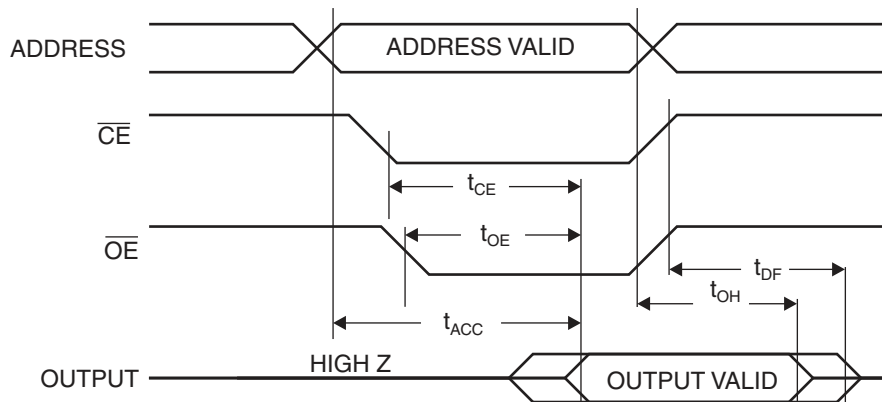 ADDRESS
ADDRESS VALID
CE
tCE
OE
tOE
tDF
tOH
tACC
HIGH Z
OUTPUT
OUTPUT VALID